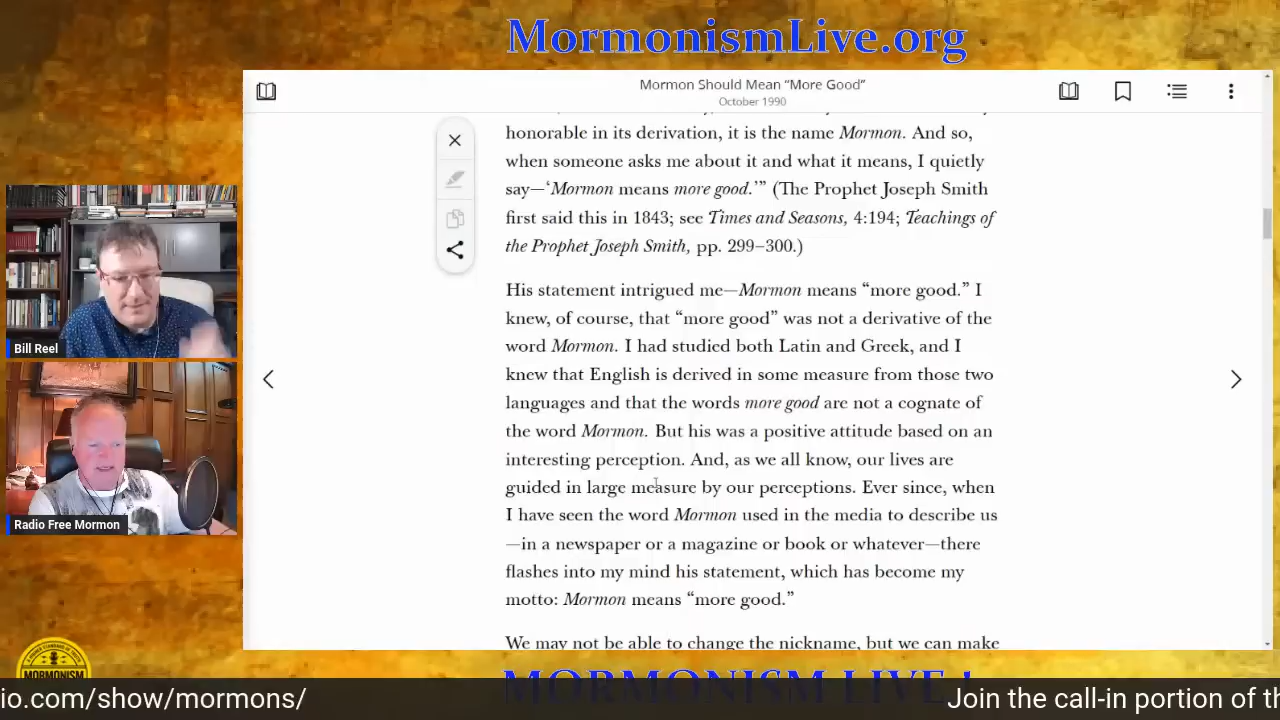 MormonismLive.org
Mormon Should Mean “More Good”
October 1990
honorable in its derivation, it is the name Mormon. And so,
when someone asks me about it and what it means, I quietly
say—‘Mormon means more good.’” (The Prophet Joseph Smith
first said this in 1843; see Times and Seasons, 4:194; Teachings of
the Prophet Joseph Smith, pp. 299–300.)
His statement intrigued me—Mormon means “more good.” I
knew, of course, that “more good” was not a derivative of the
word Mormon. I had studied both Latin and Greek, and I
knew that English is derived in some measure from those two
languages and that the words more good are not a cognate of
the word Mormon. But his was a positive attitude based on an
interesting perception. And, as we all know, our lives are
guided in large measure by our perceptions. Ever since, when
I have seen the word Mormon used in the media to describe us
—in a newspaper or a magazine or book or whatever—there
flashes into my mind his statement, which has become my
motto: Mormon means “more good.”
We may not be able to change the nickname, but we can make
Bill Reel
Radio Free Mormon
MORMONISM
MORMONISM LIVE !
io.com/show/mormons/
Join the call-in portion of th